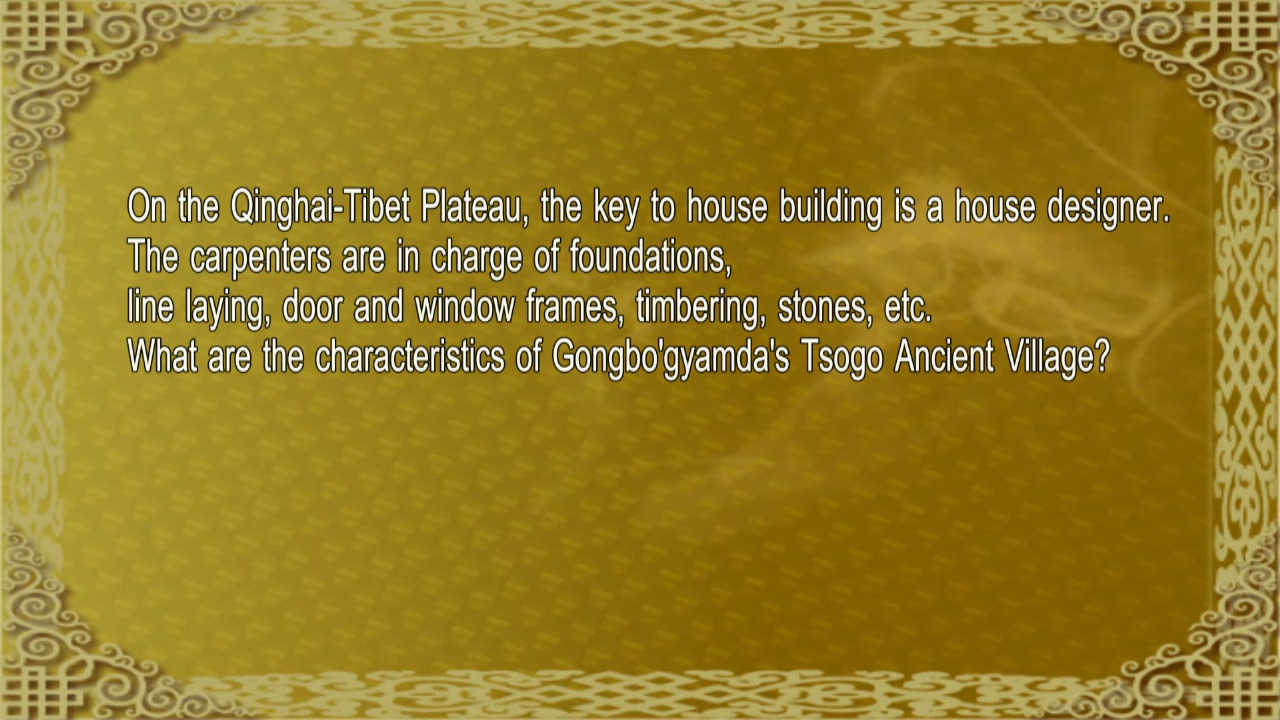 On the Qinghai-Tibet Plateau, the key to house building is a house designer.
The carpenters are in charge of foundations,
line laying, door and window frames, timbering, stones, etc.
What are the characteristics of Gongbo'gyamda's Tsogo Ancient Village?